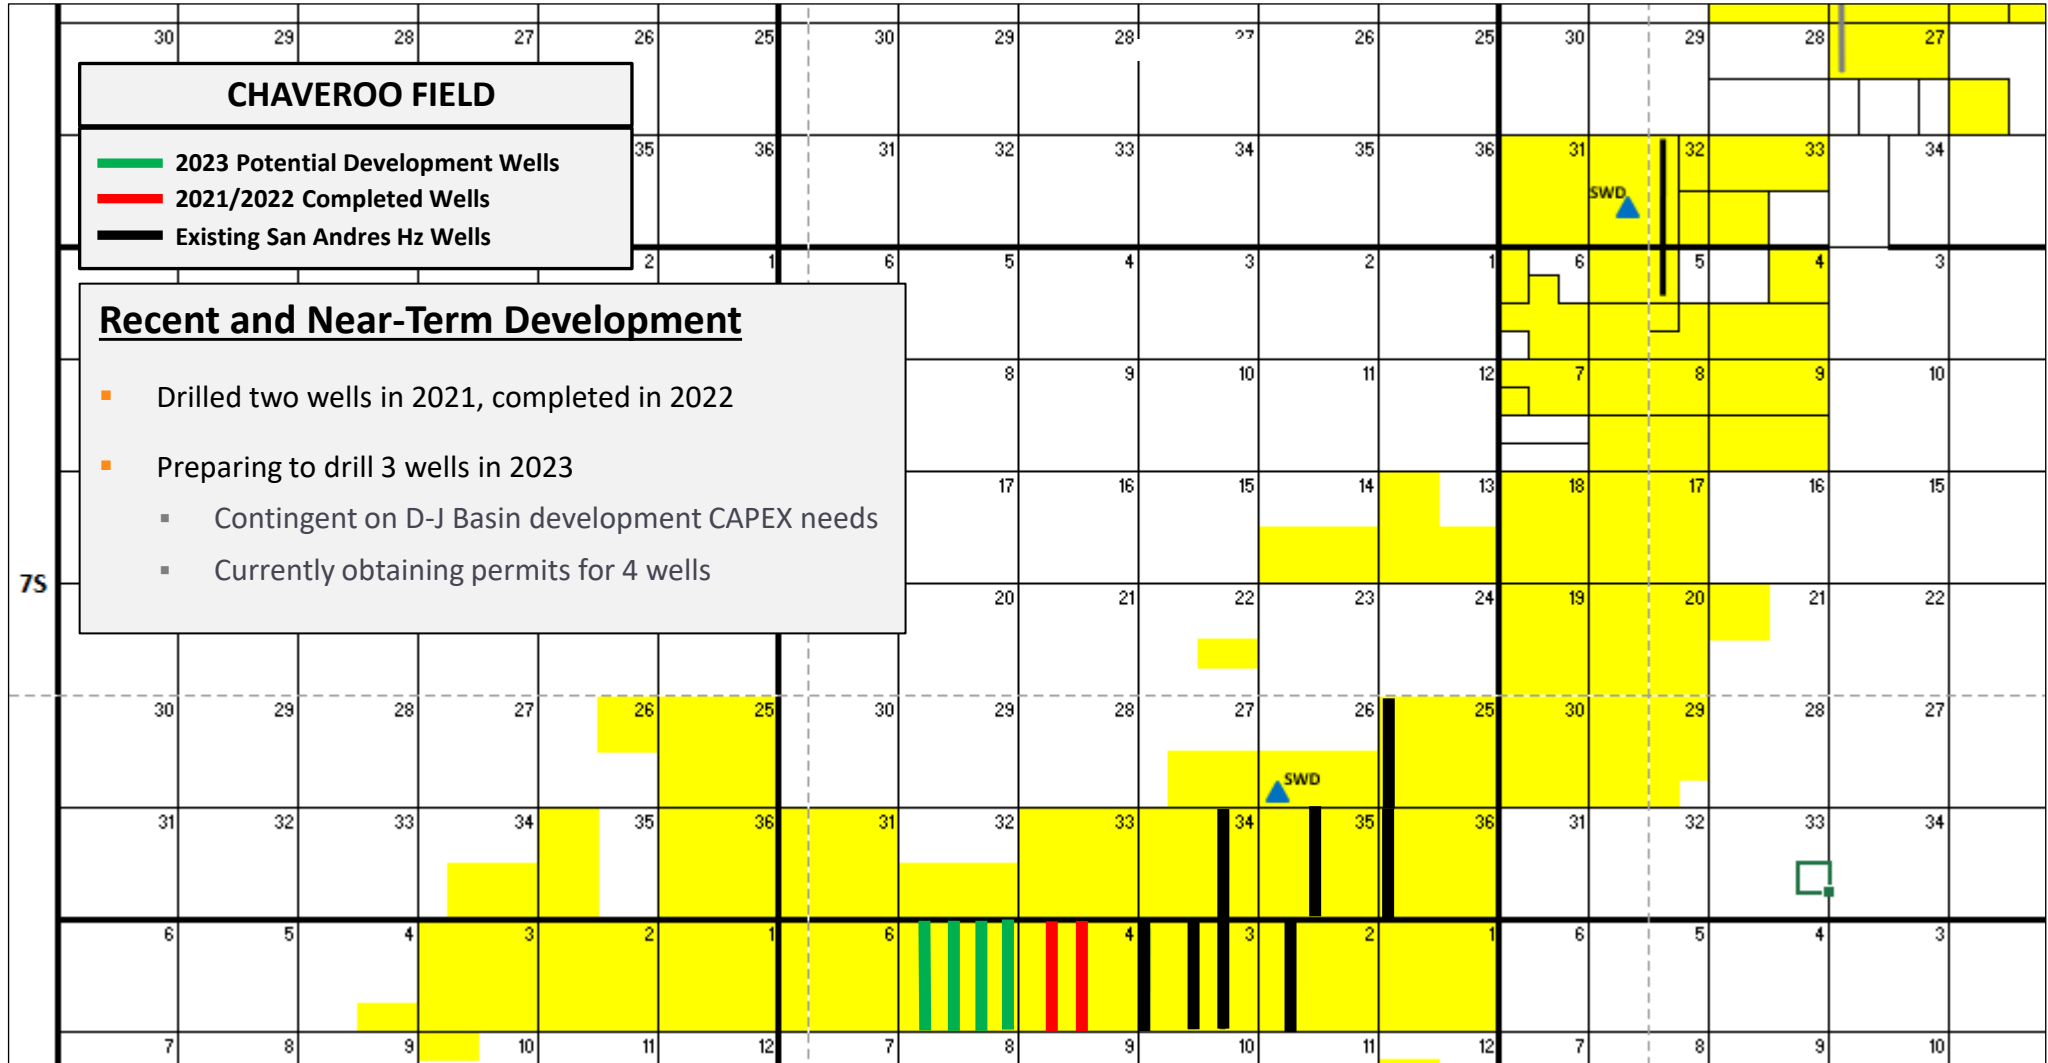 30 29 28 27 26 25 30 29 28 27 26 25 30 29 28 27
CHAVEROO FIELD
2023 Potential Development Wells
2021/2022 Completed Wells
Existing San Andres Hz Wells
35 36 31 32 33 34 35 36 31 32 33 34
SWD
2 1 6 5 4 3 2 1 6 5 4 3
Recent and Near-Term Development
8 9 10 11 12 7 8 9 10
▪ Drilled two wells in 2021, completed in 2022
▪ Preparing to drill 3 wells in 2023
17 16 15 14 13 18 17 16 15
▪ Contingent on D-J Basin development CAPEX needs
▪ Currently obtaining permits for 4 wells
7S
20 21 22 23 24 19 20 21 22
30 29 28 27 26 25 30 29 28 27 26 25 30 29 28 27
SWD
31 32 33 34 35 36 31 32 33 34 35 36 31 32 33 34
6 5 4 3 2 1 6 4 3 2 1 6 5 4 3
7 8 9 10 11 12 7 8 9 10 11 12 7 8 9 10